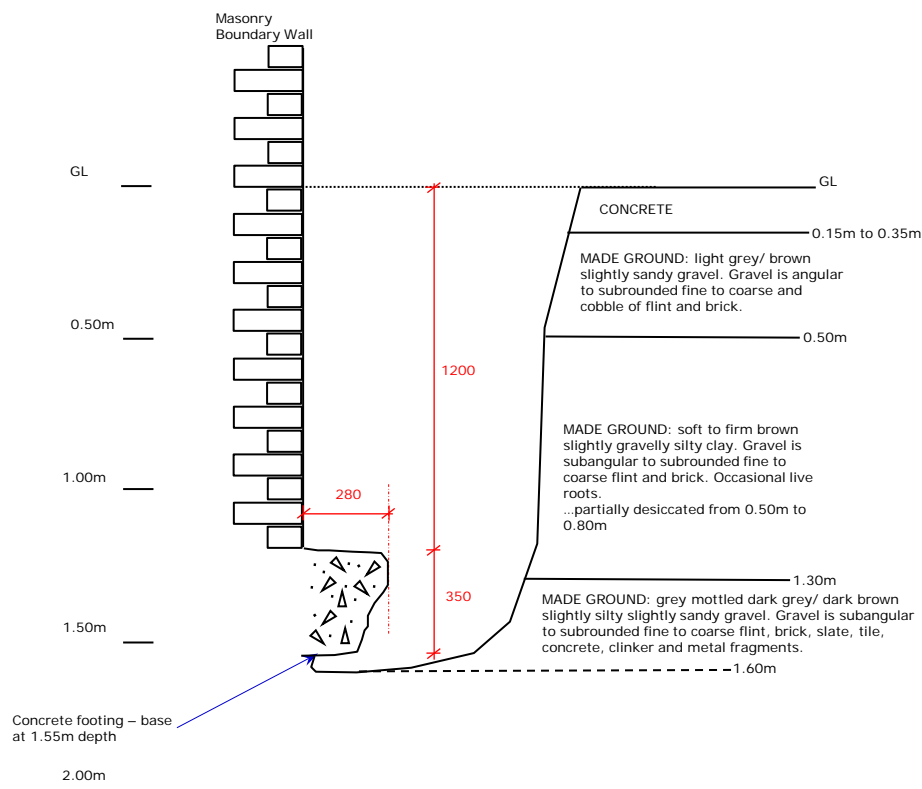 Masonry
Boundary Wall
GL
GL
CONCRETE
0.15m to 0.35m
MADE GROUND: light grey/ brown
slightly sandy gravel. Gravel is angular
to subrounded fine to coarse and
cobble of flint and brick.
0.50m
0.50m
1200
MADE GROUND: soft to firm brown
slightly gravelly silty clay. Gravel is
subangular to subrounded fine to
coarse flint and brick. Occasional live
roots.
...partially desiccated from 0.50m to
0.80m
1.00m
280
1.30m
350
MADE GROUND: grey mottled dark grey/ dark brown
slightly silty slightly sandy gravel. Gravel is subangular
to subrounded fine to coarse flint, brick, slate, tile,
concrete, clinker and metal fragments.
1.50m
1.60m
Concrete footing – base
at 1.55m depth
2.00m